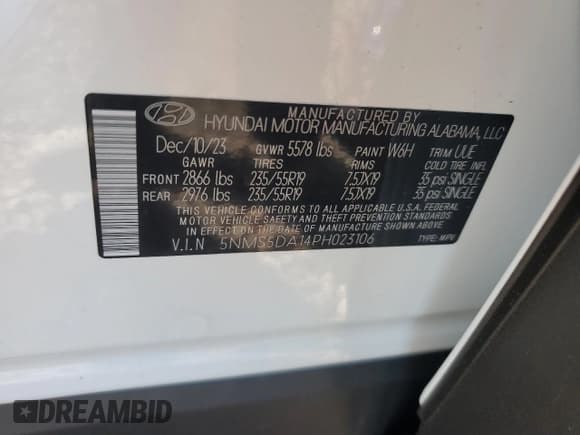 MANUFACTURED BY
HYUNDAI MOTOR MANUFACTURING ALABAMA, LLC
Dec/10/23 GVWR 5578 lbs PAINT W6H TRIM UUE
GAWR TIRES RIMS COLD TIRE INFL
FRONT 2866 lbs 235/55R19 7.5JX19 35 psi/SINGLE
REAR 2976 lbs 235/55R19 7.5JX19 35 psi/SINGLE
THIS VEHICLE CONFORMS TO ALL APPLICABLE U.S.A. FEDERAL
MOTOR VEHICLE SAFETY AND THEFT PREVENTION STANDARDS
IN EFFECT ON THE DATE OF MANUFACTURE SHOWN ABOVE.
V.I.N 5NMS5DA14PH023106 TYPE: MPV
DREAMBID